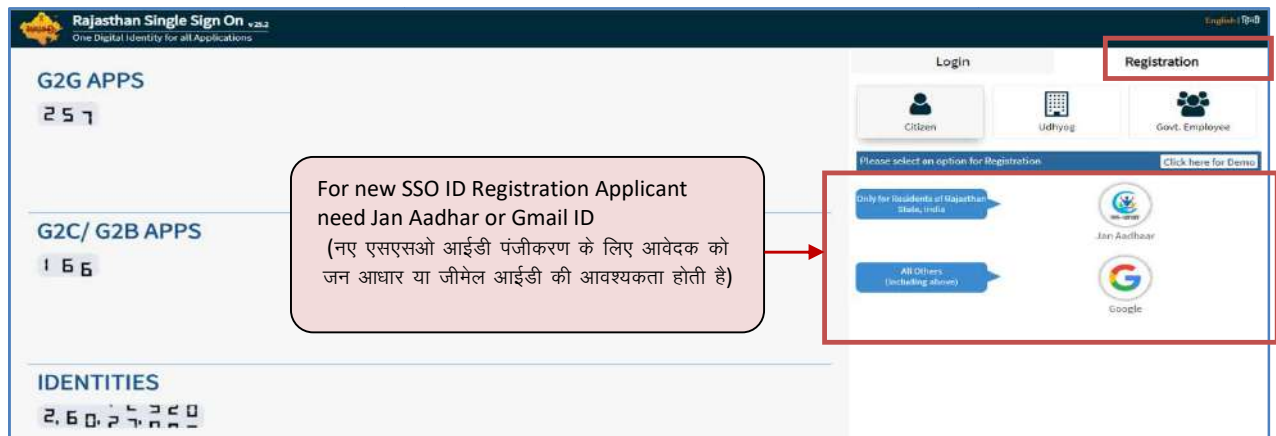 Rajasthan Single Sign On v25.2
One Digital Identity for all Applications
English | हिन्दी
Login
Registration
G2G APPS
257
Citizen
Udhyog
Govt. Employee
Please select an option for Registration
Click here for Demo
For new SSO ID Registration Applicant
need Jan Aadhar or Gmail ID
(नए एसएसओ आईडी पंजीकरण के लिए आवेदक को
जन आधार या जीमेल आईडी की आवश्यकता होती है)
Only for Residents of Rajasthan
State, India
Jan Aadhaar
G2C/ G2B APPS
166
All Others
(Including above)
Google
IDENTITIES